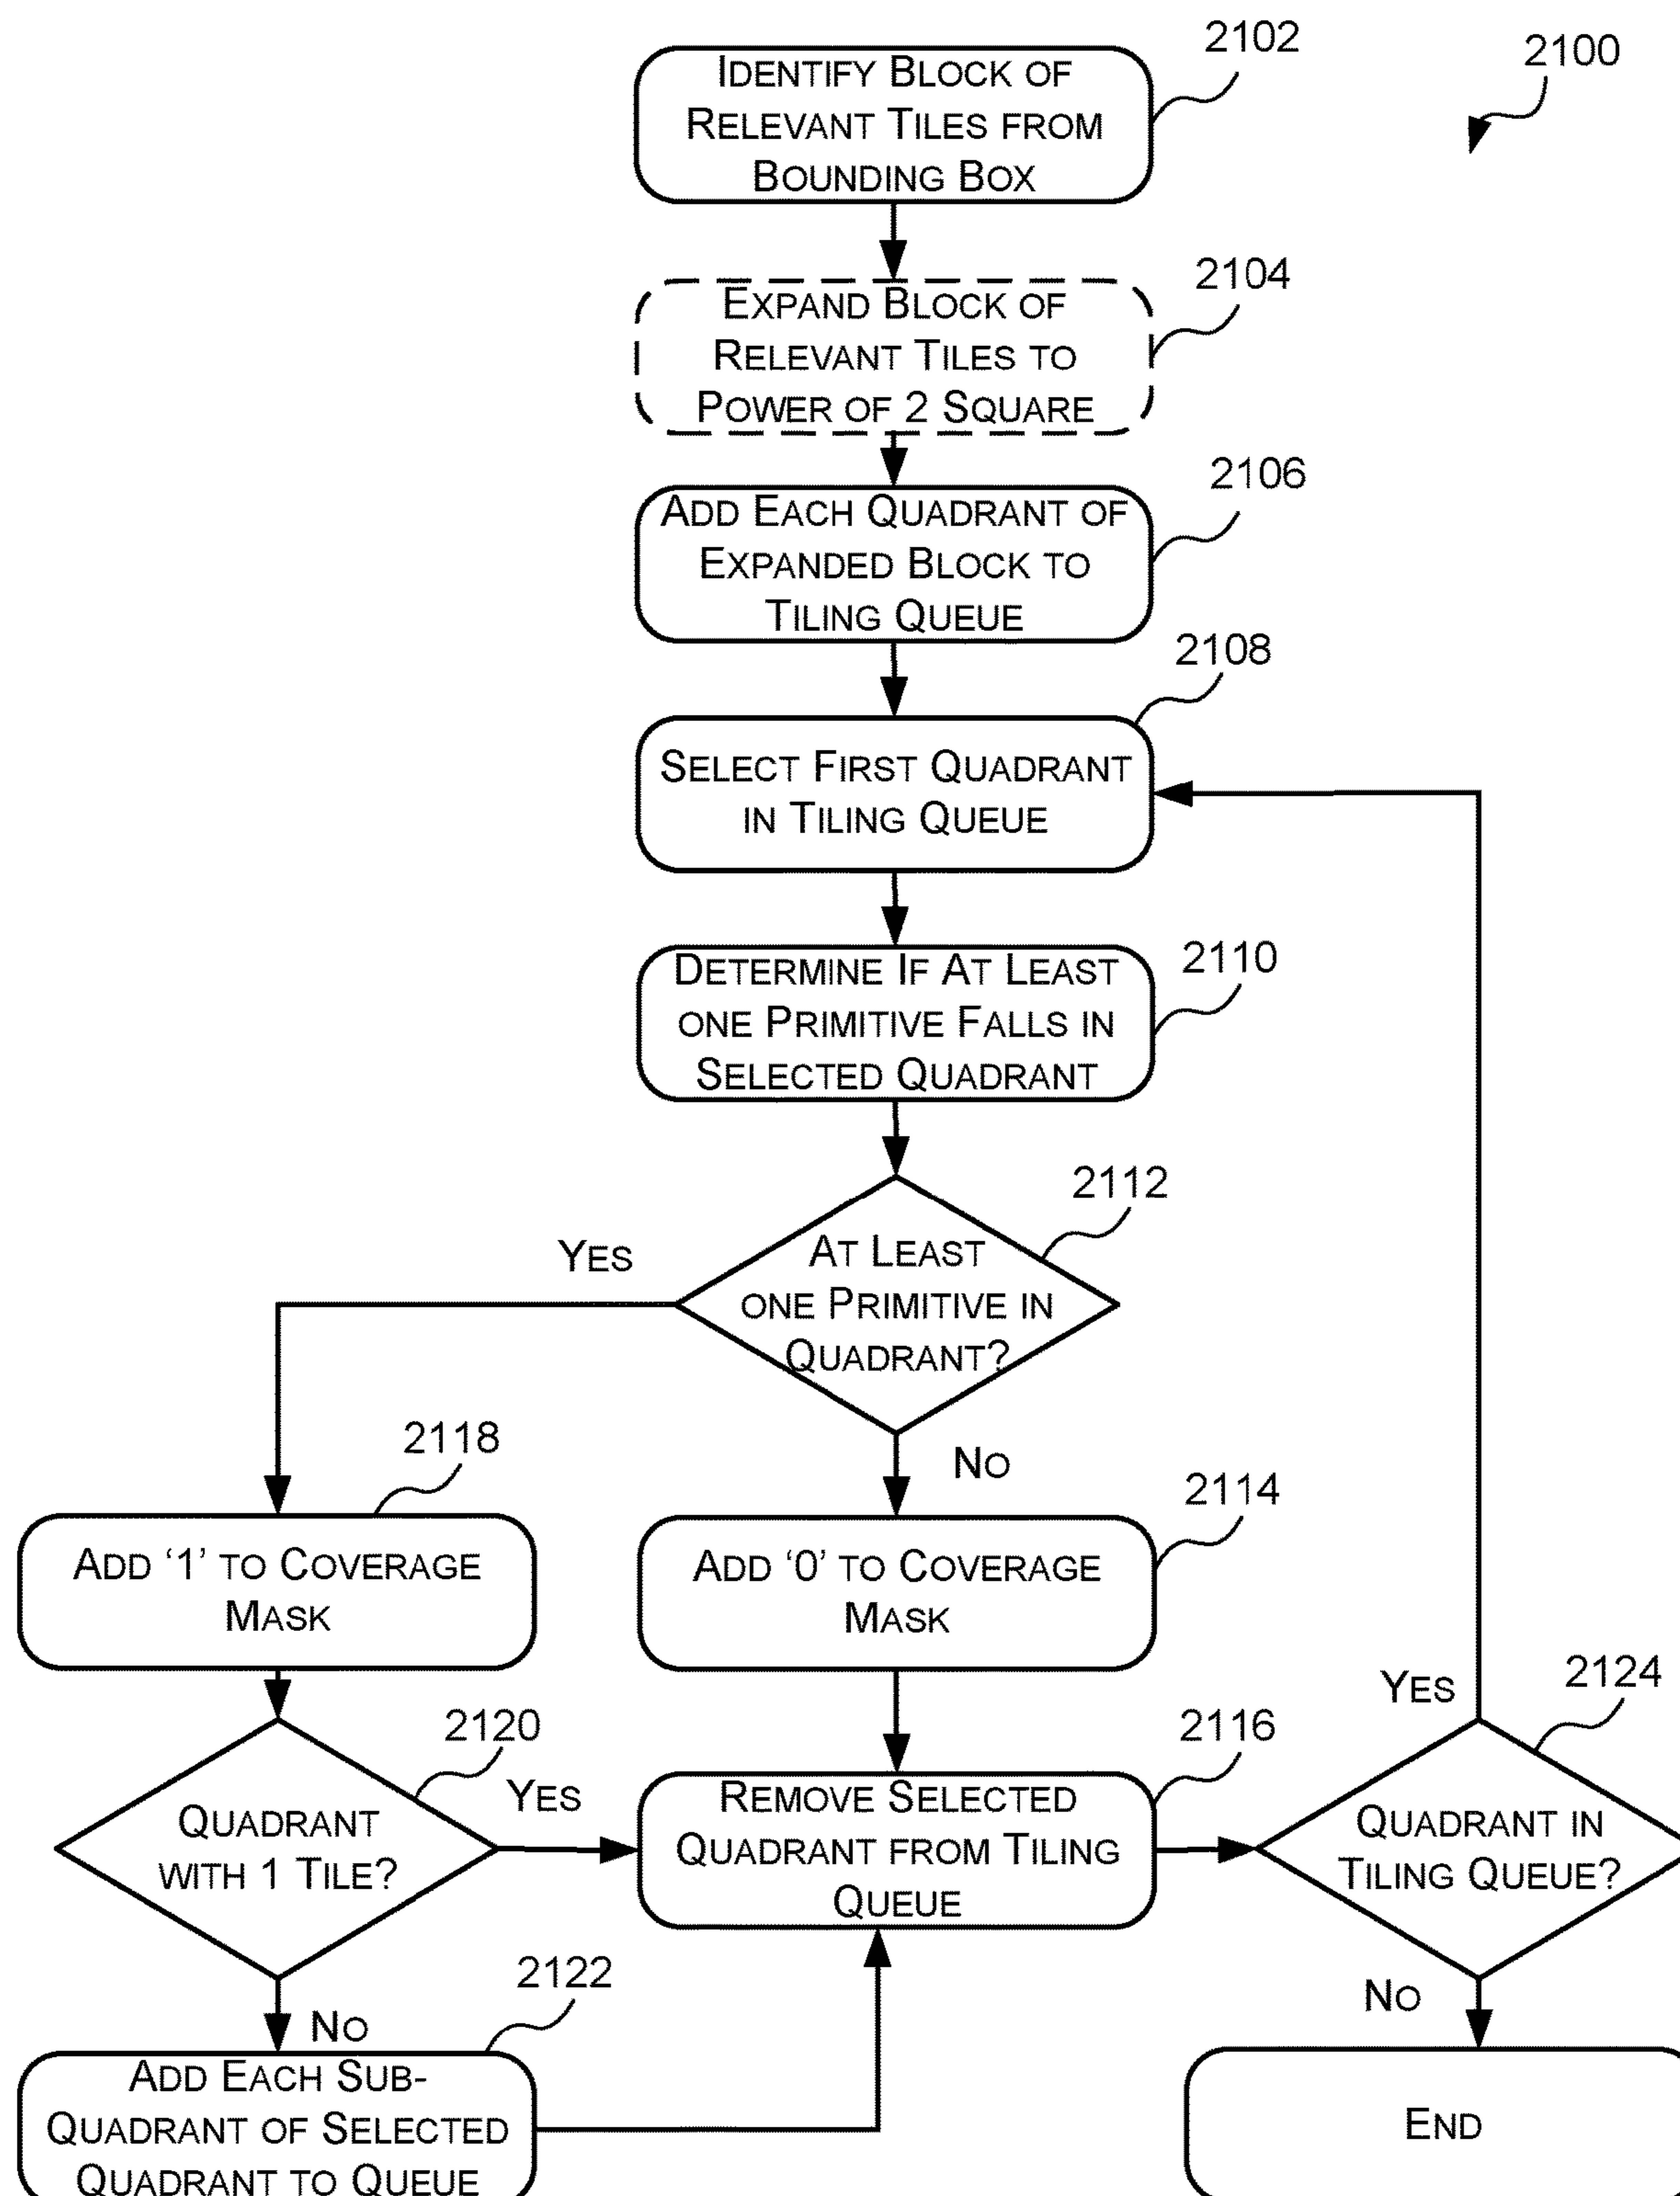 2102
2100
IDENTIFY BLOCK OF
RELEVANT TILES FROM
BOUNDING BOX
2104
EXPAND BLOCK OF
RELEVANT TILES TO
POWER OF 2 SQUARE
2106
ADD EACH QUADRANT OF
EXPANDED BLOCK TO
TILING QUEUE
2108
SELECT FIRST QUADRANT
IN TILING QUEUE
2110
DETERMINE IF AT LEAST
ONE PRIMITIVE FALLS IN
SELECTED QUADRANT
2112
AT LEAST
ONE PRIMITIVE IN
QUADRANT?
YES
NO
2118
ADD ‘1’ TO COVERAGE
MASK
2114
ADD ‘0’ TO COVERAGE
MASK
2120
QUADRANT
WITH 1 TILE?
YES
NO
2116
REMOVE SELECTED
QUADRANT FROM TILING
QUEUE
2124
YES
QUADRANT IN
TILING QUEUE?
NO
2122
ADD EACH SUB-
QUADRANT OF SELECTED
QUADRANT TO QUEUE
END